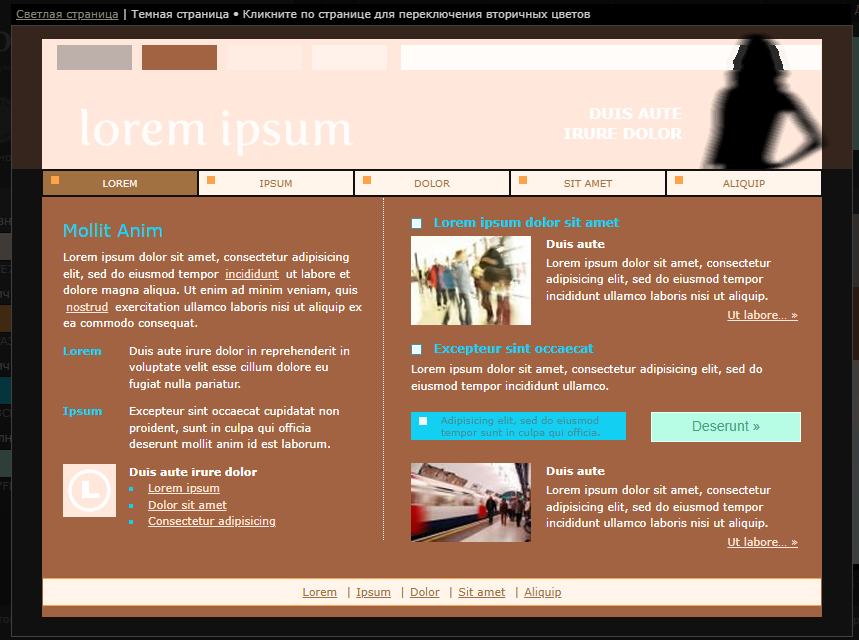 Светлая страница | Темная страница • Кликните по странице для переключения вторичных цветов
lorem ipsum
DUIS AUTE
IRURE DOLOR
LOREM
IPSUM
DOLOR
SIT AMET
ALIQUIP
Mollit Anim
Lorem ipsum dolor sit amet, consectetur adipisicing
elit, sed do eiusmod tempor incididunt ut labore et
dolore magna aliqua. Ut enim ad minim veniam, quis
nostrud exercitation ullamco laboris nisi ut aliquip ex
ea commodo consequat.
Lorem
Duis aute irure dolor in reprehenderit in
voluptate velit esse cillum dolore eu
fugiat nulla pariatur.
Ipsum
Excepteur sint occaecat cupidatat non
proident, sunt in culpa qui officia
deserunt mollit anim id est laborum.
Duis aute irure dolor
Lorem ipsum
Dolor sit amet
Consectetur adipisicing
Lorem ipsum dolor sit amet
Duis aute
Lorem ipsum dolor sit amet, consectetur
adipisicing elit, sed do eiusmod tempor
incididunt ullamco laboris nisi ut aliquip.
Ut labore... »
Excepteur sint occaecat
Lorem ipsum dolor sit amet, consectetur adipisicing elit, sed do
eiusmod tempor incididunt ullamco.
Adipisicing elit, sed do eiusmod
tempor sunt in culpa qui officia.
Deserunt »
Duis aute
Lorem ipsum dolor sit amet, consectetur
adipisicing elit, sed do eiusmod tempor
incididunt ullamco laboris nisi ut aliquip.
Ut labore... »
Lorem | Ipsum | Dolor | Sit amet | Aliquip